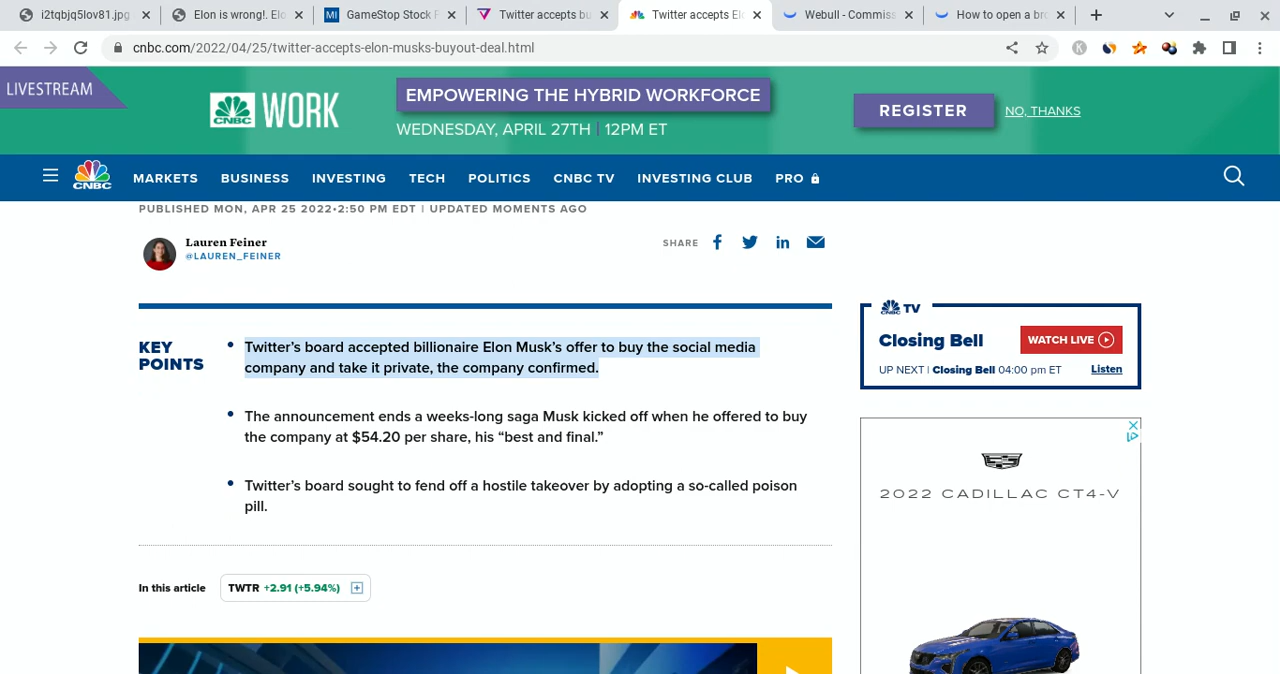 i2tqbjq5lov81.jpg
Elon is wrong!. Elo
GameStop Stock F
Twitter accepts bu
Twitter accepts El
Webull - Commiss
How to open a bro
cnbc.com/2022/04/25/twitter-accepts-elon-musks-buyout-deal.html
LIVESTREAM
CNBC WORK
EMPOWERING THE HYBRID WORKFORCE
WEDNESDAY, APRIL 27TH | 12PM ET
REGISTER
NO, THANKS
CNBC
MARKETS BUSINESS INVESTING TECH POLITICS CNBC TV INVESTING CLUB PRO
PUBLISHED MON, APR 25 2022•2:50 PM EDT | UPDATED MOMENTS AGO
Lauren Feiner
@LAUREN_FEINER
SHARE
KEY
POINTS
Twitter’s board accepted billionaire Elon Musk’s offer to buy the social media
company and take it private, the company confirmed.
The announcement ends a weeks-long saga Musk kicked off when he offered to buy
the company at $54.20 per share, his “best and final.”
Twitter’s board sought to fend off a hostile takeover by adopting a so-called poison
pill.
In this article
TWTR +2.91 (+5.94%)
CNBC TV
Closing Bell
WATCH LIVE
UP NEXT | Closing Bell 04:00 pm ET
Listen
2022 CADILLAC CT4-V